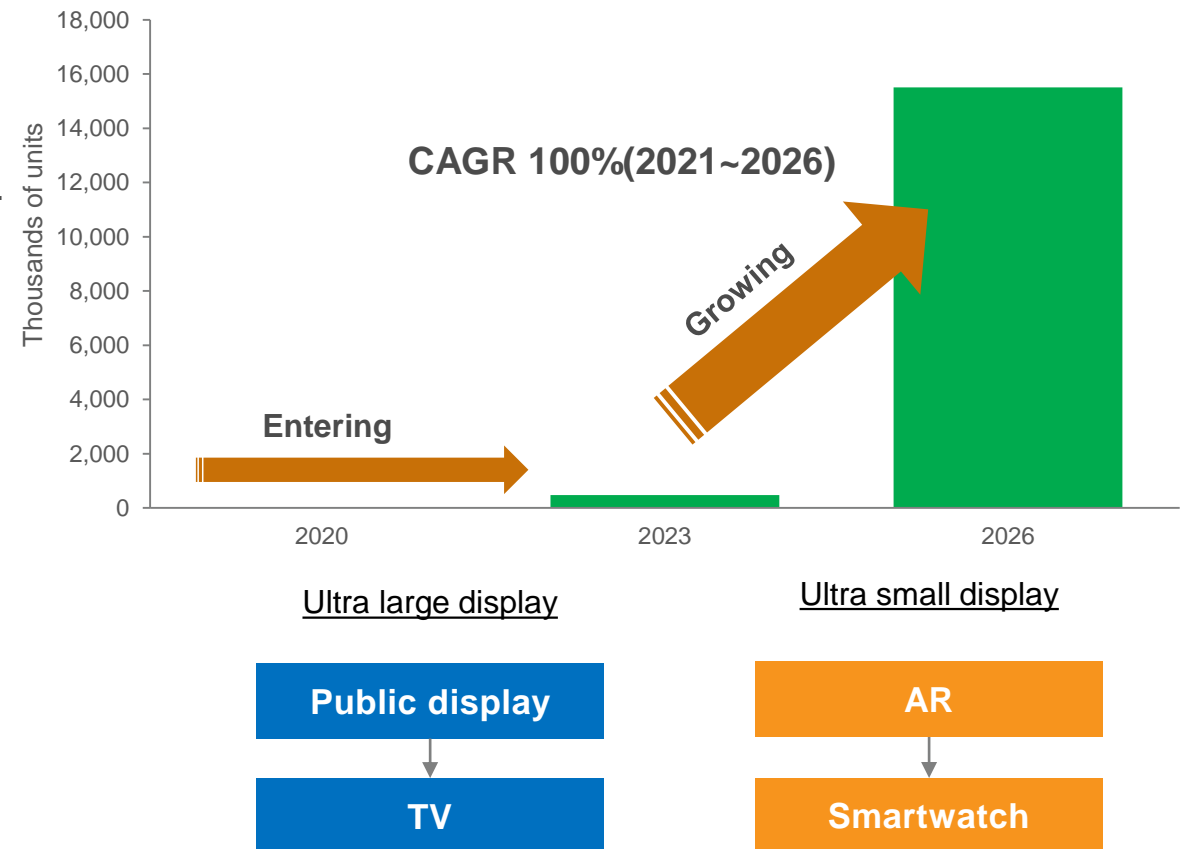 18,000
16,000
14,000
12,000
10,000
8,000
6,000
4,000
2,000
0
Thousands of units
CAGR 100%(2021~2026)
Growing
Entering
2020
2023
2026
Ultra large display
Ultra small display
Public display
AR
TV
Smartwatch